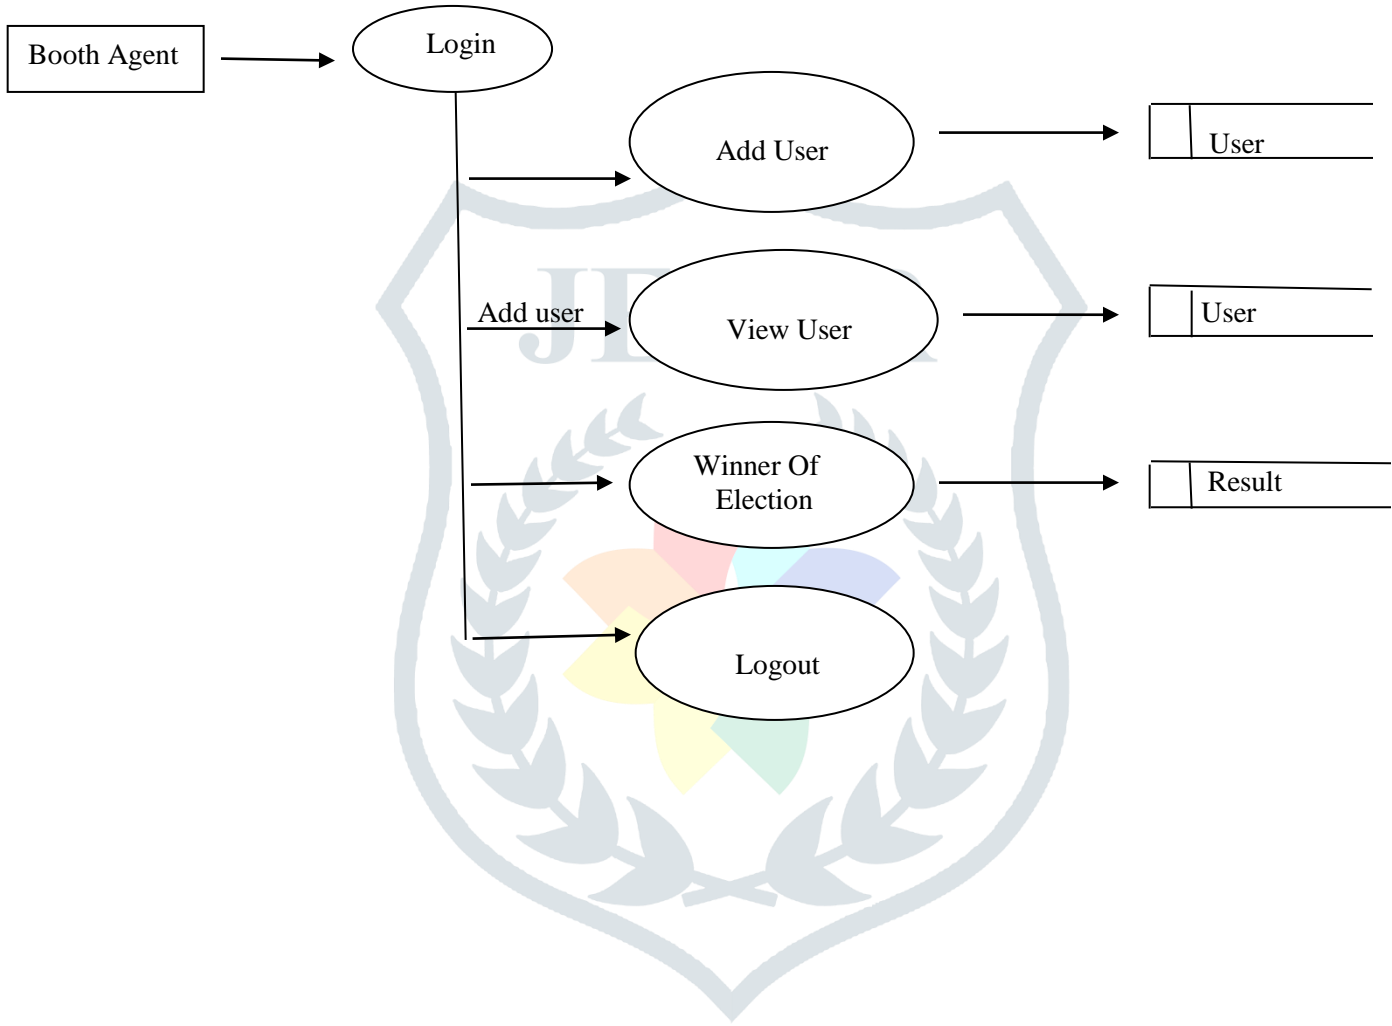 Booth Agent
Login
Add User
User
Add user
View User
User
Winner Of
Election
Result
Logout